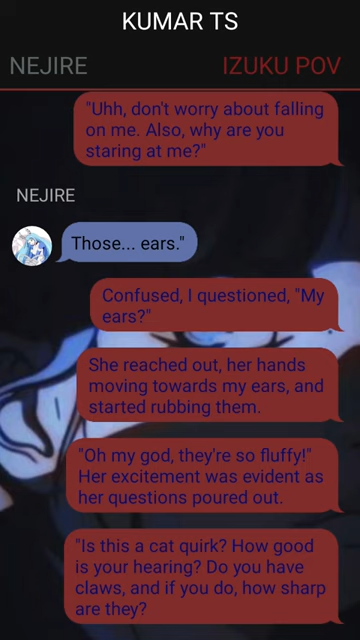 KUMAR TS
NEJIRE
IZUKU POV
"Uhh, don't worry about falling
on me. Also, why are you
staring at me?"
NEJIRE
Those... ears."
Confused, I questioned, "My
ears?"
She reached out, her hands
moving towards my ears, and
started rubbing them.
"Oh my god, they're so fluffy!"
Her excitement was evident as
her questions poured out.
"Is this a cat quirk? How good
is your hearing? Do you have
claws, and if you do, how sharp
are they?